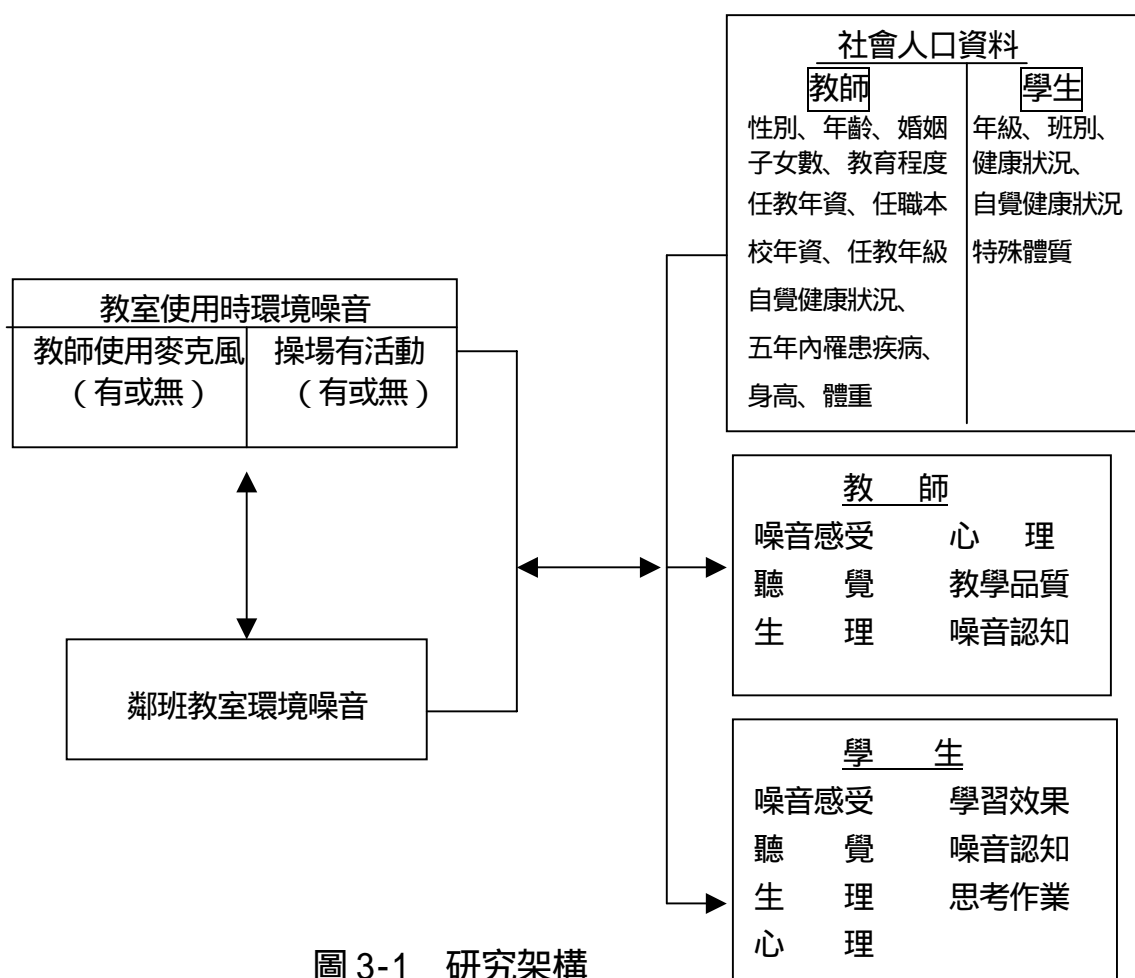 社會人口資料
教師
性別、年齡、婚姻
子女數、教育程度
任教年資、任職本
校年資、任教年級
自覺健康狀況、
五年內罹患疾病、
身高、體重
學生
年級、班別、
健康狀況、
自覺健康狀況
特殊體質
教室使用時環境噪音
教師使用麥克風
（有或無）
操場有活動
（有或無）
鄰班教室環境噪音
教 師
噪音感受 心 理
聽 覺 教學品質
生 理 噪音認知
學 生
噪音感受 學習效果
聽 覺 噪音認知
生 理 思考作業
心 理
圖 3-1 研究架構